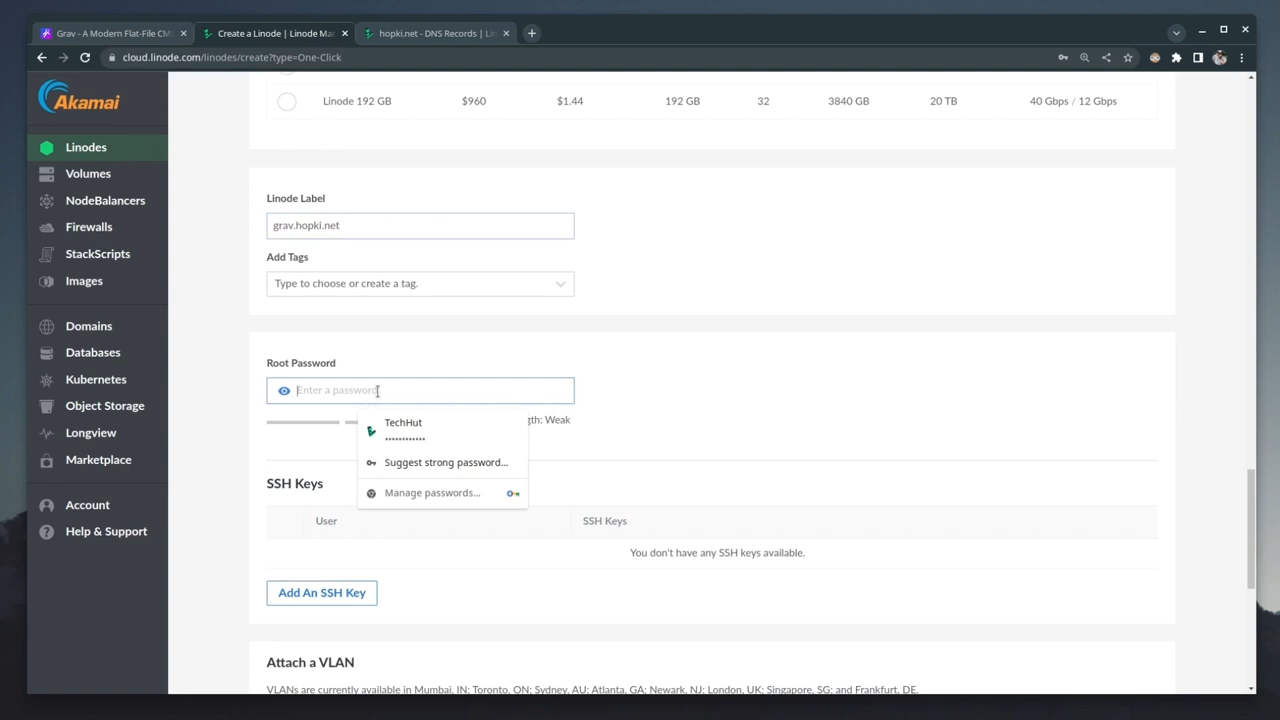 Grav - A Modern Flat-File CMS
Create a Linode | Linode Ma
hopki.net - DNS Records | Li
cloud.linode.com/linodes/create?type=One-Click
Akamai
Linodes
Volumes
NodeBalancers
Firewalls
StackScripts
Images
Domains
Databases
Kubernetes
Object Storage
Longview
Marketplace
Account
Help & Support
Linode 192 GB $960 $1.44 192 GB 32 3840 GB 20 TB 40 Gbps / 12 Gbps
Linode Label
grav.hopki.net
Add Tags
Type to choose or create a tag.
Root Password
Enter a password.
gth: Weak
TechHut
••••••••••••
Suggest strong password...
Manage passwords...
SSH Keys
User SSH Keys
You don't have any SSH keys available.
Add An SSH Key
Attach a VLAN
VLANs are currently available in Mumbai, IN; Toronto, ON; Sydney, AU; Atlanta, GA; Newark, NJ; London, UK; Singapore, SG; and Frankfurt, DE.